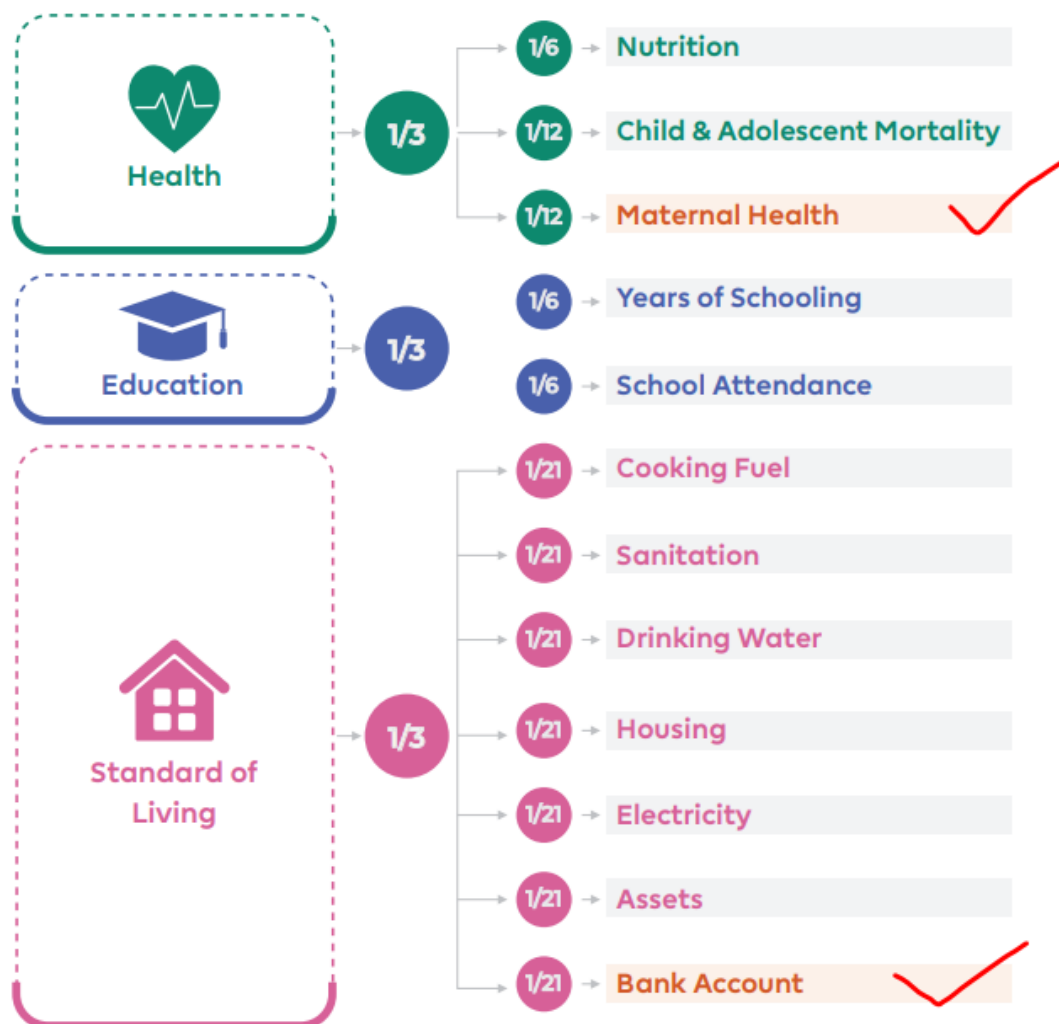 Health
1/3
1/6
Nutrition
1/12
Child & Adolescent Mortality
1/12
Maternal Health
Education
1/3
1/6
Years of Schooling
1/6
School Attendance
Standard of
Living
1/3
1/21
Cooking Fuel
1/21
Sanitation
1/21
Drinking Water
1/21
Housing
1/21
Electricity
1/21
Assets
1/21
Bank Account